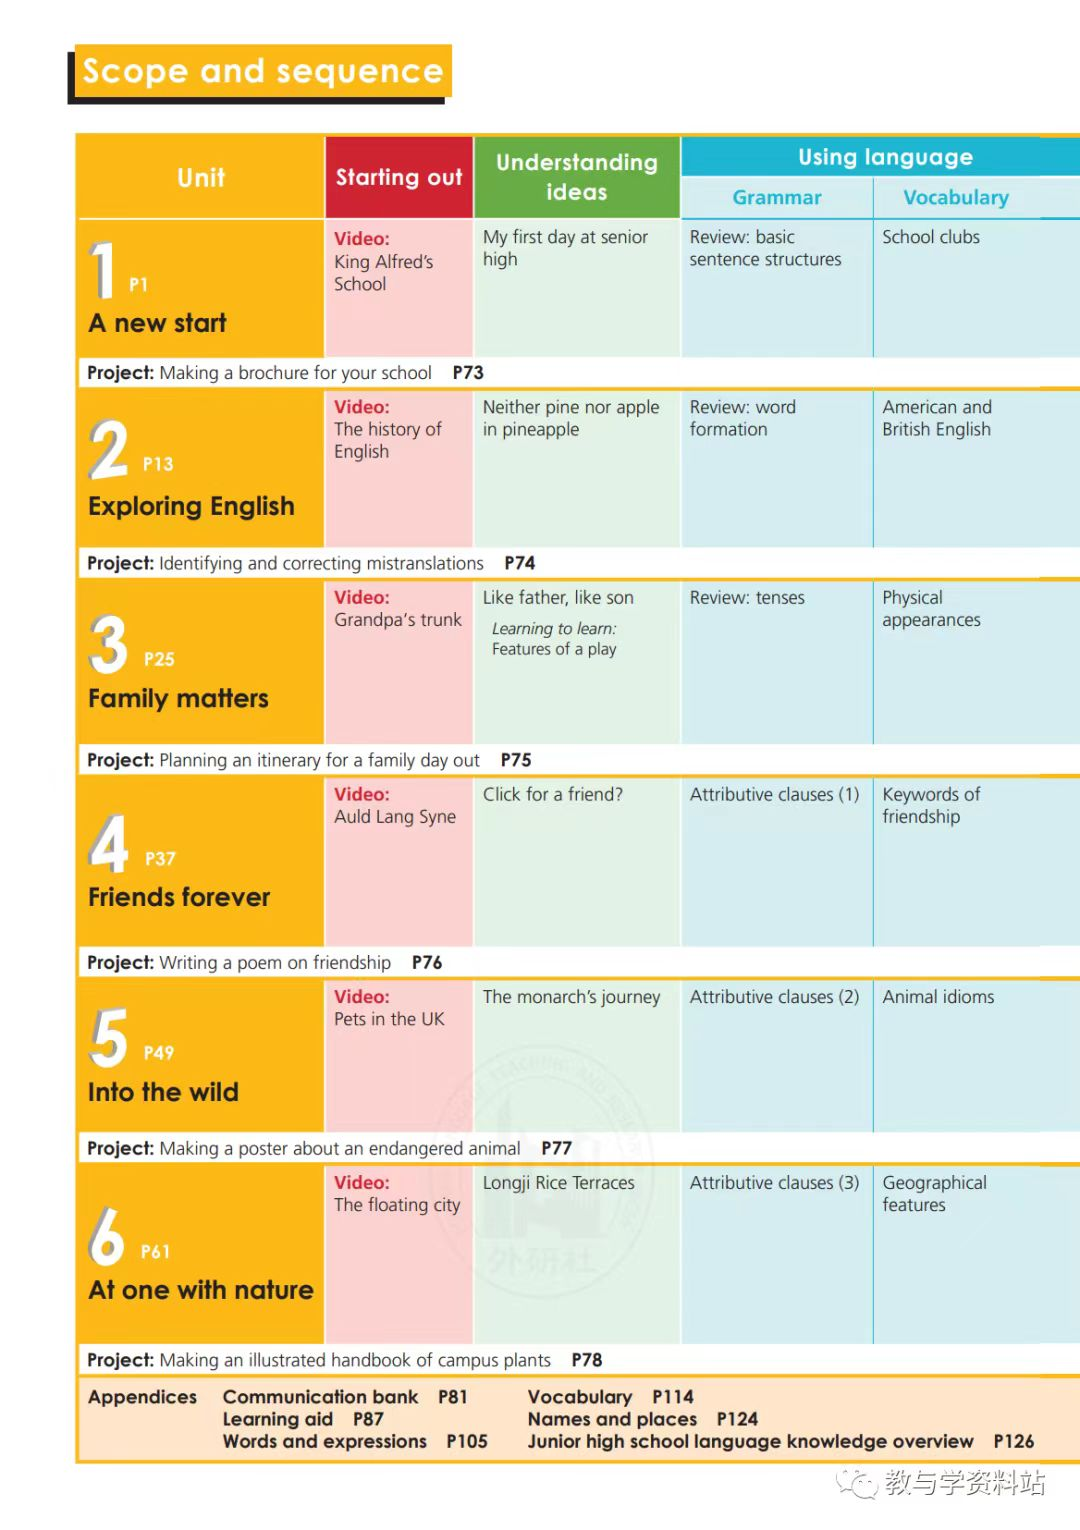 Scope and sequence
Unit
Starting out
Understanding
ideas
Using language
Grammar
Vocabulary
1 P1
A new start
Video:
King Alfred’s
School
My first day at senior
high
Review: basic
sentence structures
School clubs
Project: Making a brochure for your school P73
2 P13
Exploring English
Video:
The history of
English
Neither pine nor apple
in pineapple
Review: word
formation
American and
British English
Project: Identifying and correcting mistranslations P74
3 P25
Family matters
Video:
Grandpa’s trunk
Like father, like son
Learning to learn:
Features of a play
Review: tenses
Physical
appearances
Project: Planning an itinerary for a family day out P75
4 P37
Friends forever
Video:
Auld Lang Syne
Click for a friend?
Attributive clauses (1)
Keywords of
friendship
Project: Writing a poem on friendship P76
5 P49
Into the wild
Video:
Pets in the UK
The monarch’s journey
Attributive clauses (2)
Animal idioms
Project: Making a poster about an endangered animal P77
6 P61
At one with nature
Video:
The floating city
Longji Rice Terraces
Attributive clauses (3)
Geographical
features
外研社
Project: Making an illustrated handbook of campus plants P78
Appendices
Communication bank P81
Learning aid P87
Words and expressions P105
Vocabulary P114
Names and places P124
Junior high school language knowledge overview P126
教与学资料站